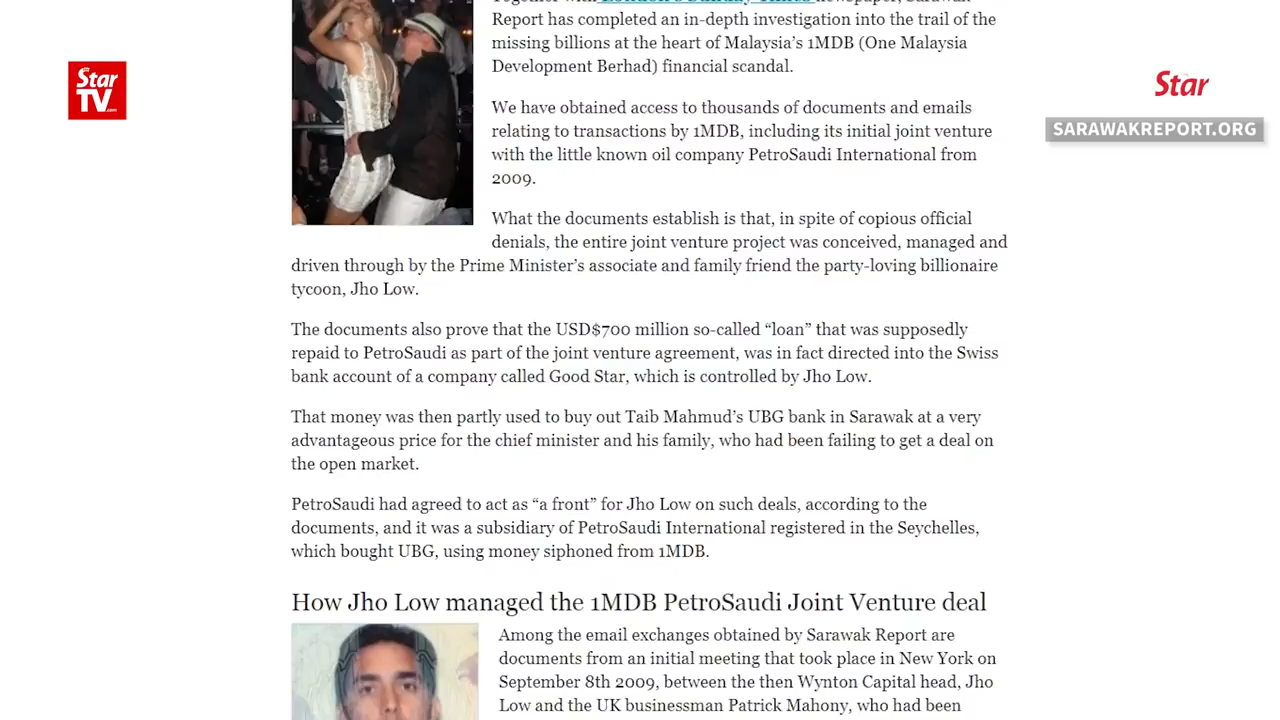 Together with London's Sunday Times newspaper, Sarawak
Report has completed an in-depth investigation into the trail of the
missing billions at the heart of Malaysia’s 1MDB (One Malaysia
Development Berhad) financial scandal.
Star
TV.com
Star
SARAWAKREPORT.ORG
We have obtained access to thousands of documents and emails
relating to transactions by 1MDB, including its initial joint venture
with the little known oil company PetroSaudi International from
2009.
What the documents establish is that, in spite of copious official
denials, the entire joint venture project was conceived, managed and
driven through by the Prime Minister’s associate and family friend the party-loving billionaire
tycoon, Jho Low.
The documents also prove that the USD$700 million so-called “loan” that was supposedly
repaid to PetroSaudi as part of the joint venture agreement, was in fact directed into the Swiss
bank account of a company called Good Star, which is controlled by Jho Low.
That money was then partly used to buy out Taib Mahmud’s UBG bank in Sarawak at a very
advantageous price for the chief minister and his family, who had been failing to get a deal on
the open market.
PetroSaudi had agreed to act as “a front” for Jho Low on such deals, according to the
documents, and it was a subsidiary of PetroSaudi International registered in the Seychelles,
which bought UBG, using money siphoned from 1MDB.
How Jho Low managed the 1MDB PetroSaudi Joint Venture deal
Among the email exchanges obtained by Sarawak Report are
documents from an initial meeting that took place in New York on
September 8th 2009, between the then Wynton Capital head, Jho
Low and the UK businessman Patrick Mahony, who had been